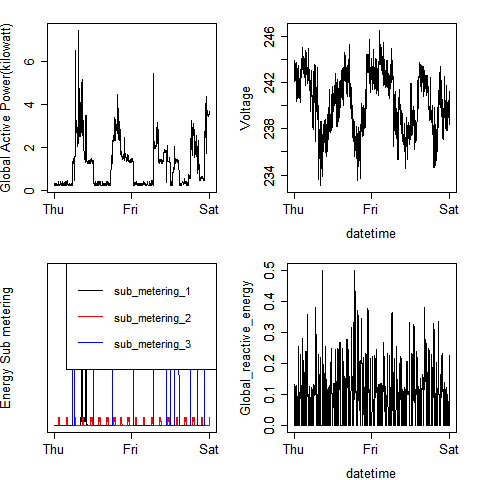 Global Active Power(kilowatt)
0
2
4
6
Thu
Fri
Sat
Voltage
234
238
242
246
Thu
Fri
Sat
datetime
Energy Sub metering
sub_metering_1
sub_metering_2
sub_metering_3
Thu
Fri
Sat
Global_reactive_energy
0.0
0.1
0.2
0.3
0.4
0.5
Thu
Fri
Sat
datetime